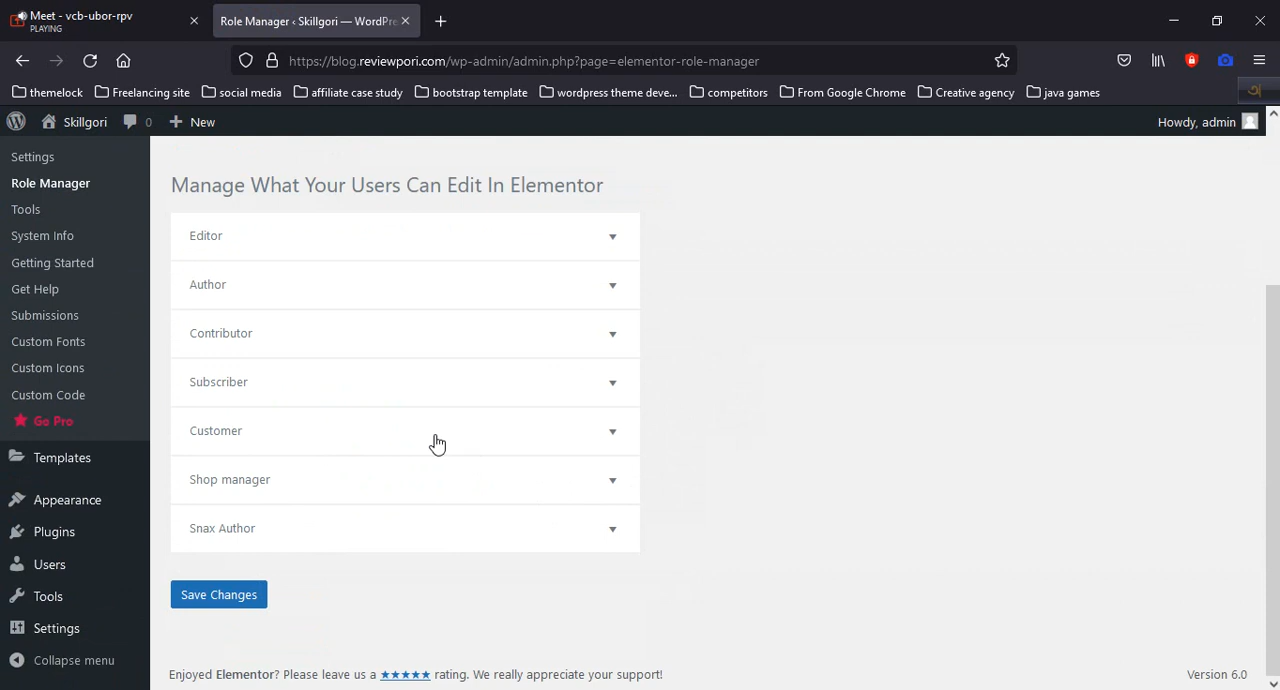 Meet - vcb-ubor-rpv
PLAYING
Role Manager ‹ Skillgori — WordPre
https://blog.reviewpori.com/wp-admin/admin.php?page=elementor-role-manager
themelock
Freelancing site
social media
affiliate case study
bootstrap template
wordpress theme deve...
competitors
From Google Chrome
Creative agency
java games
Skillgori
0
New
Howdy, admin
Settings
Role Manager
Tools
System Info
Getting Started
Get Help
Submissions
Custom Fonts
Custom Icons
Custom Code
Go Pro
Templates
Appearance
Plugins
Users
Tools
Settings
Collapse menu
Manage What Your Users Can Edit In Elementor
Editor
Author
Contributor
Subscriber
Customer
Shop manager
Snax Author
Save Changes
Enjoyed Elementor? Please leave us a ★★★★★ rating. We really appreciate your support!
Version 6.0